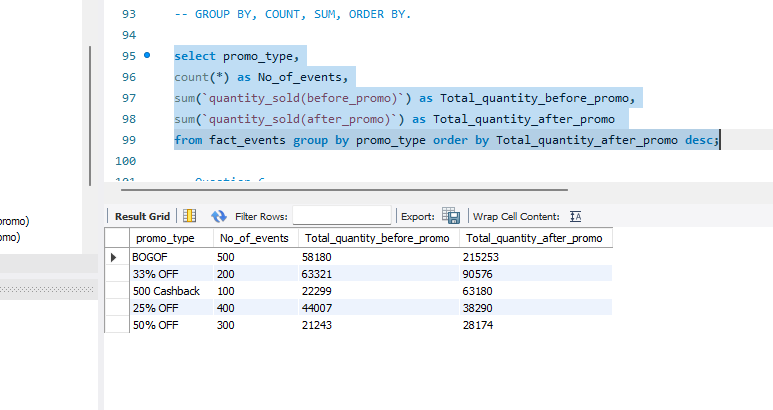 93 -- GROUP BY, COUNT, SUM, ORDER BY.
94
95 select promo_type,
96 count(*) as No_of_events,
97 sum(`quantity_sold(before_promo)`) as Total_quantity_before_promo,
98 sum(`quantity_sold(after_promo)`) as Total_quantity_after_promo
99 from fact_events group by promo_type order by Total_quantity_after_promo desc;
100
promo)
omo)
Result Grid Filter Rows: Export: Wrap Cell Content: IA
promo_type No_of_events Total_quantity_before_promo Total_quantity_after_promo
BOGOF 500 58180 215253
33% OFF 200 63321 90576
500 Cashback 100 22299 63180
25% OFF 400 44007 38290
50% OFF 300 21243 28174